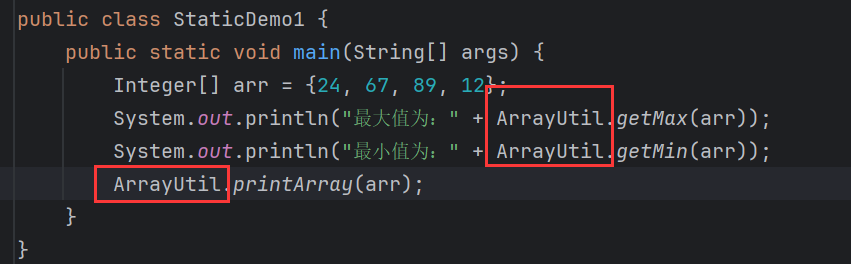 public class StaticDemo1 {
    public static void main(String[] args) {
        Integer[] arr = {24, 67, 89, 12};
        System.out.println("最大值为：" + ArrayUtil.getMax(arr));
        System.out.println("最小值为：" + ArrayUtil.getMin(arr));
        ArrayUtil.printArray(arr);
    }
}